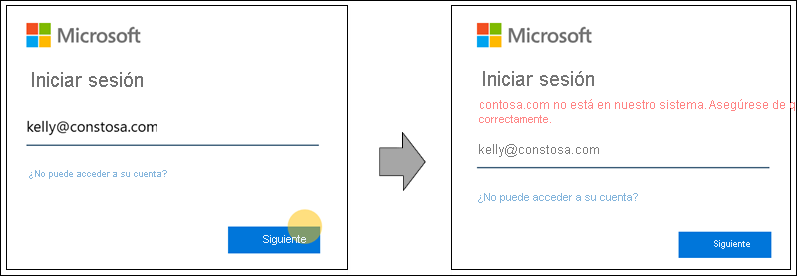 Microsoft
Iniciar sesión
kelly@constosa.com
¿No puede acceder a su cuenta?
Siguiente
Microsoft
Iniciar sesión
contosa.com no está en nuestro sistema. Asegúrese de q
correctamente.
kelly@constosa.com
¿No puede acceder a su cuenta?
Siguiente